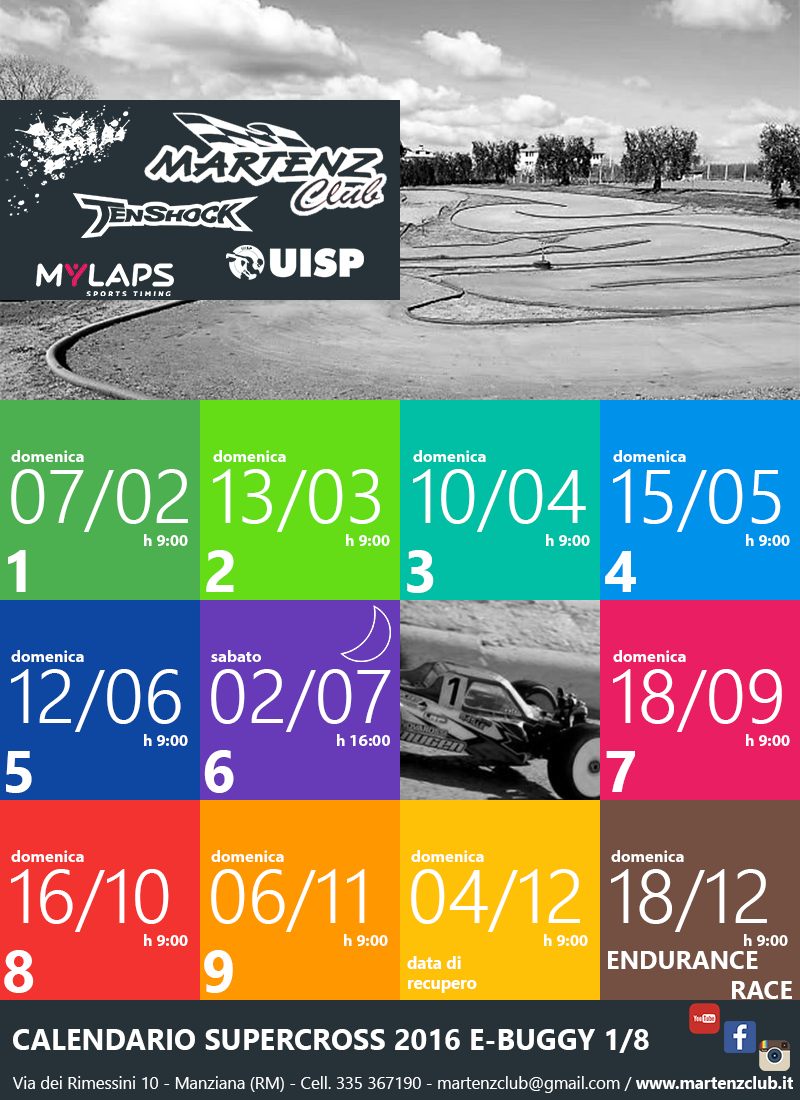 MARTENZ
Club
TENSHOCK
UISP
MYLAPS
SPORTS TIMING
domenica
07/02
h 9:00
1
domenica
13/03
h 9:00
2
domenica
10/04
h 9:00
3
domenica
15/05
h 9:00
4
domenica
12/06
h 9:00
5
sabato
02/07
h 16:00
6
1
domenica
18/09
h 9:00
7
domenica
16/10
h 9:00
8
domenica
06/11
h 9:00
9
domenica
04/12
h 9:00
data di
recupero
domenica
18/12
h 9:00
ENDURANCE
RACE
CALENDARIO SUPERCROSS 2016 E-BUGGY 1/8
YouTube
f
Via dei Rimessini 10 - Manziana (RM) - Cell. 335 367190 - martenzclub@gmail.com / www.martenzclub.it